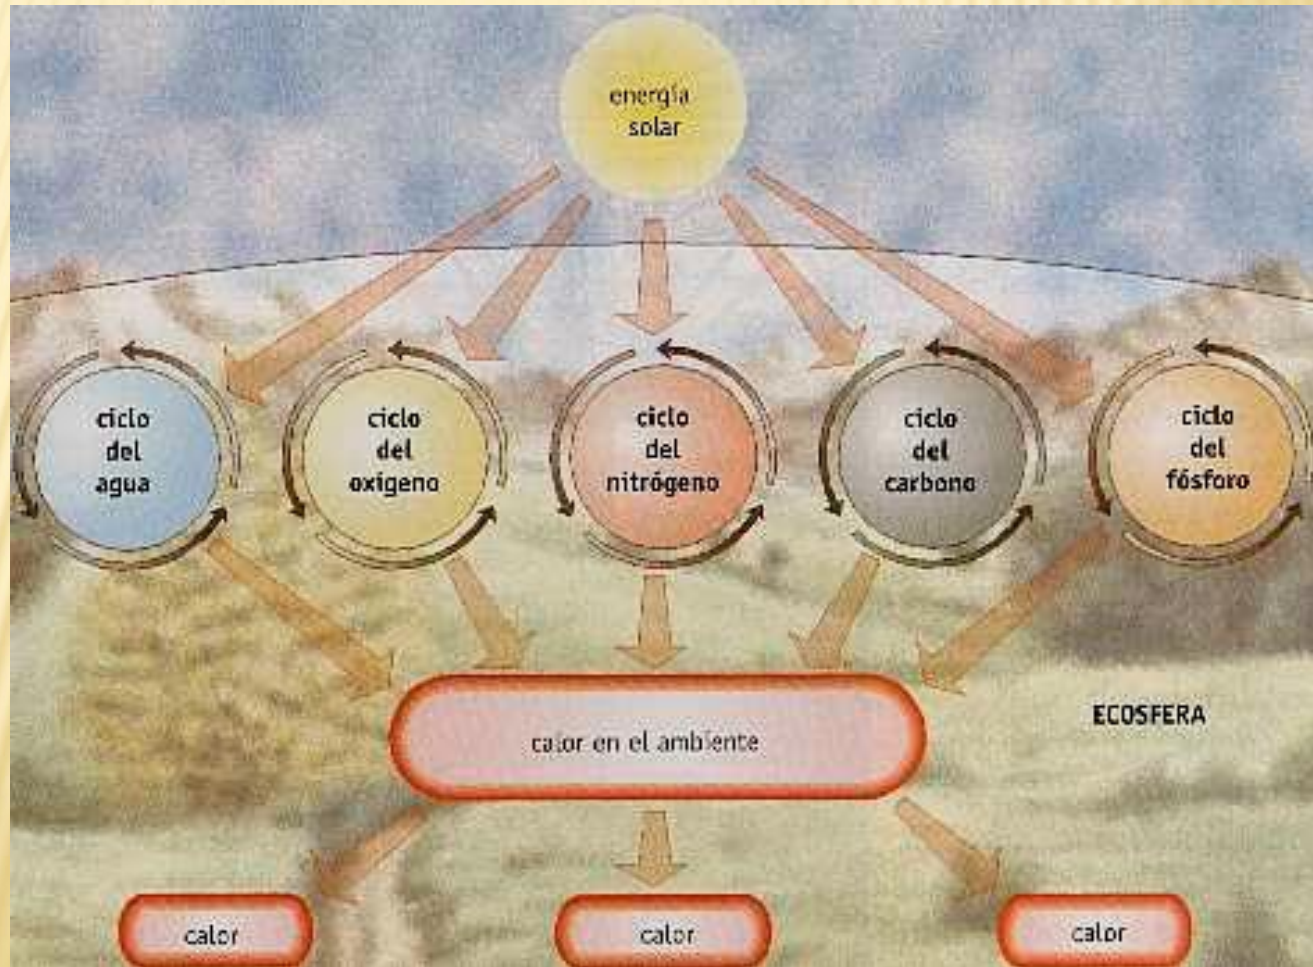 energía
solar
ciclo
del
agua
ciclo
del
oxígeno
ciclo
del
nitrógeno
ciclo
del
carbono
ciclo
del
fósforo
calor en el ambiente
ECOSFERA
calor
calor
calor